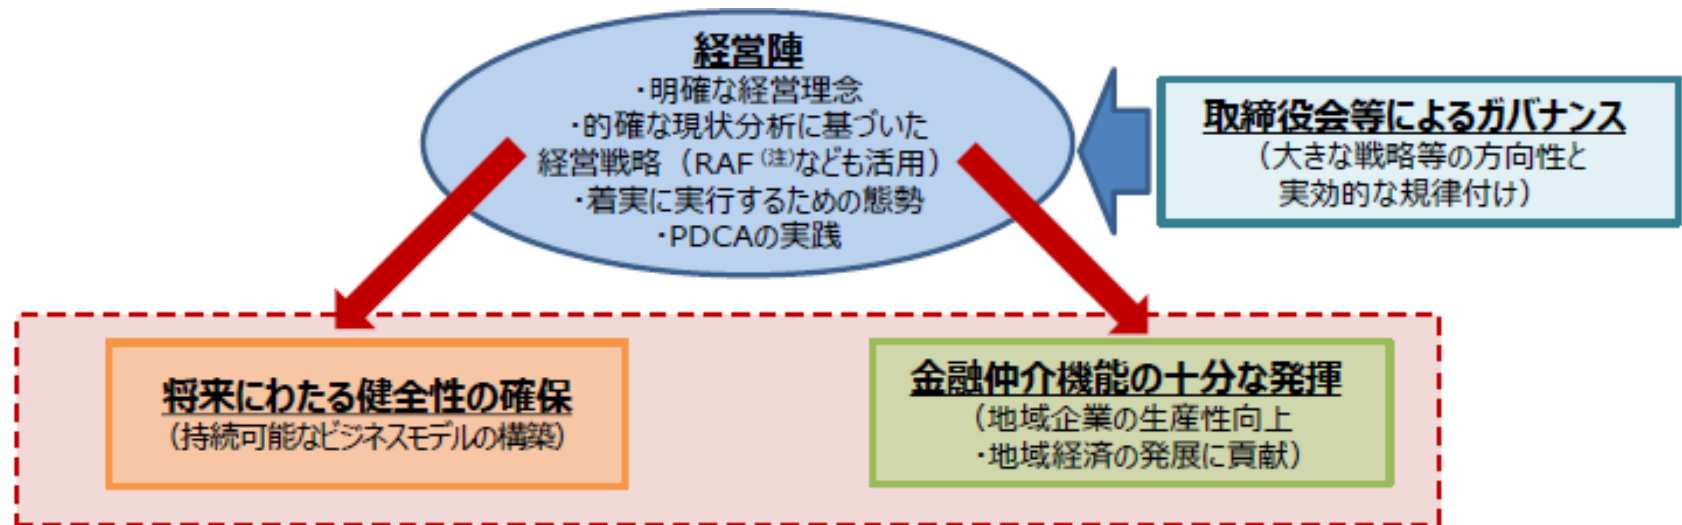 経営陣
・明確な経営理念
・的確な現状分析に基づいた
経営戦略（RAF（注）なども活用）
・着実に実行するための態勢
・PDCAの実践
取締役会等によるガバナンス
（大きな戦略等の方向性と
実効的な規律付け）
将来にわたる健全性の確保
（持続可能なビジネスモデルの構築）
金融仲介機能の十分な発揮
（地域企業の生産性向上
・地域経済の発展に貢献）